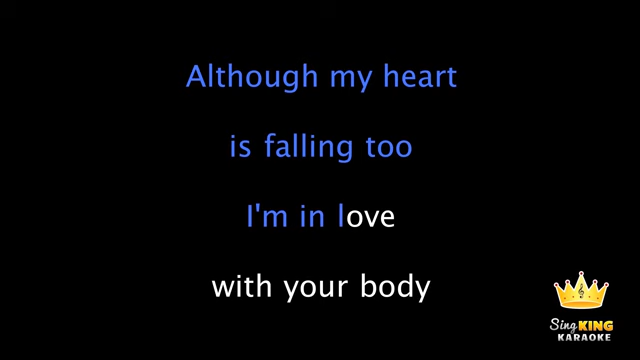 Although my heart
is falling too
I'm in love
with your body
Sing KING
KARAOKE